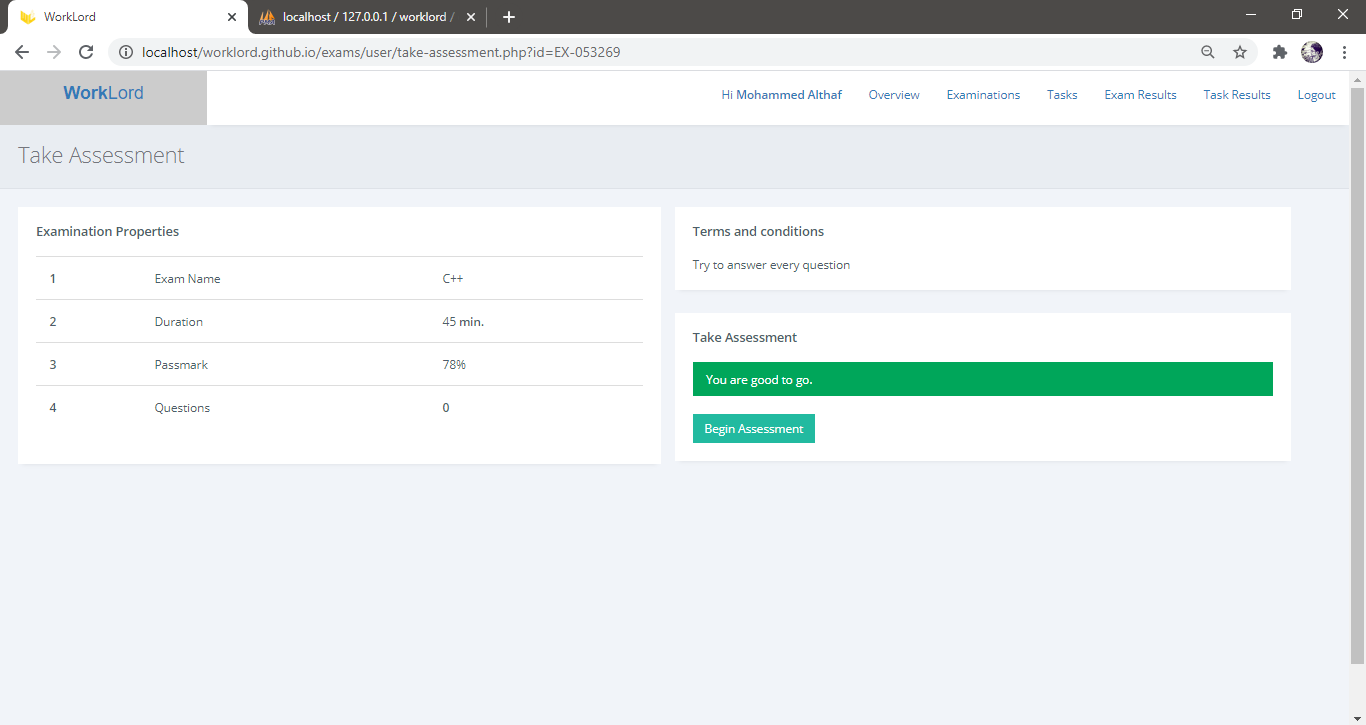 WorkLord
localhost / 127.0.0.1 / worklord /
localhost/worklord.github.io/exams/user/take-assessment.php?id=EX-053269
WorkLord
Hi Mohammed Althaf Overview Examinations Tasks Exam Results Task Results Logout
Take Assessment
Examination Properties
1 Exam Name C++
2 Duration 45 min.
3 Passmark 78%
4 Questions 0
Terms and conditions
Try to answer every question
Take Assessment
You are good to go.
Begin Assessment